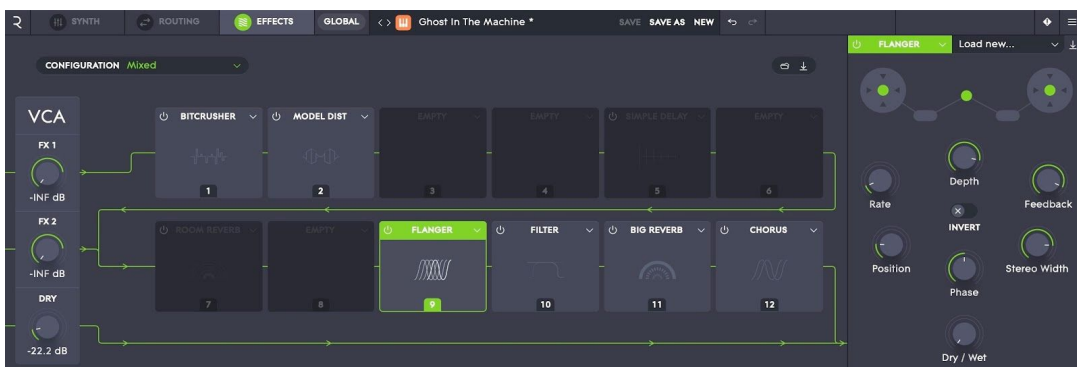 SYNTH ROUTING EFFECTS GLOBAL < > Ghost In The Machine * SAVE SAVE AS NEW
FLANGER Load new...
CONFIGURATION Mixed
VCA
FX 1
-INF dB
FX 2
-INF dB
DRY
-22.2 dB
BITCRUSHER MODEL DIST EMPTY EMPTY SIMPLE DELAY EMPTY
1 2 3 4 5 6
ROOM REVERB EMPTY FLANGER FILTER BIG REVERB CHORUS
7 8 9 10 11 12
Depth
Rate Feedback
INVERT
Position Stereo Width
Phase
Dry / Wet